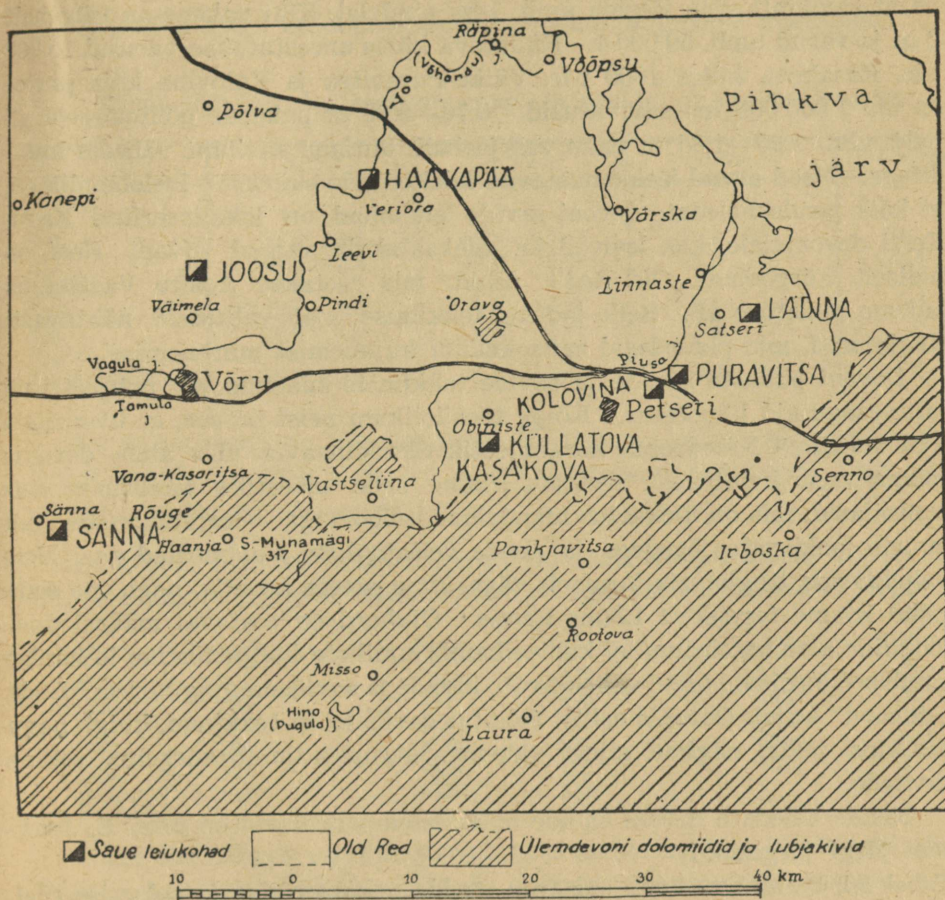 Räpina
j.
Võõpsu
Voo
(Võhandu)
Pihkva
järv
Põlva
HAAVAPÄÄ
Veriora
Kanepi
Värska
Leevi
JOOSU
Linnaste
Väimela
Pindi
Orava
LÄDINA
Satseri
Vagula j.
Võru
Tamula
j
Piusa
PURAVITSA
KOLOVINA
Petseri
Obiniste
KÜLLATOVA
KASAKOVA
Vana-Kasaritsa
Vastseliina
Senno
Sänna
Rõuge
SÄNNA
Haanja
S-Munamägi
317
Pankjavitsa
Irboska
Rootova
Misso
Hino
(Pugula) j
Laura
Saue leiukohad
Old Red
Ülemdevoni dolomiidid ja lubjakivid
10 0 10 20 30 40 km